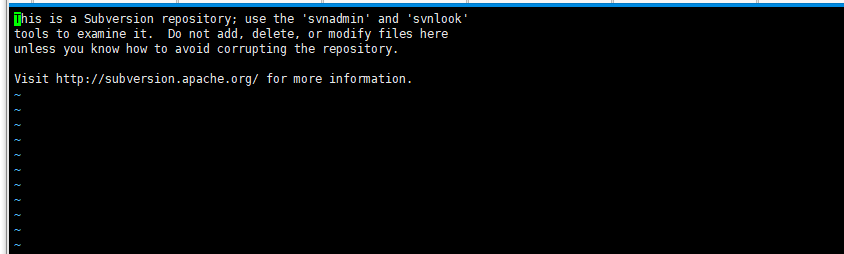 This is a Subversion repository; use the 'svnadmin' and 'svnlook'
tools to examine it.  Do not add, delete, or modify files here
unless you know how to avoid corrupting the repository.

Visit http://subversion.apache.org/ for more information.
~
~
~
~
~
~
~
~
~
~
~